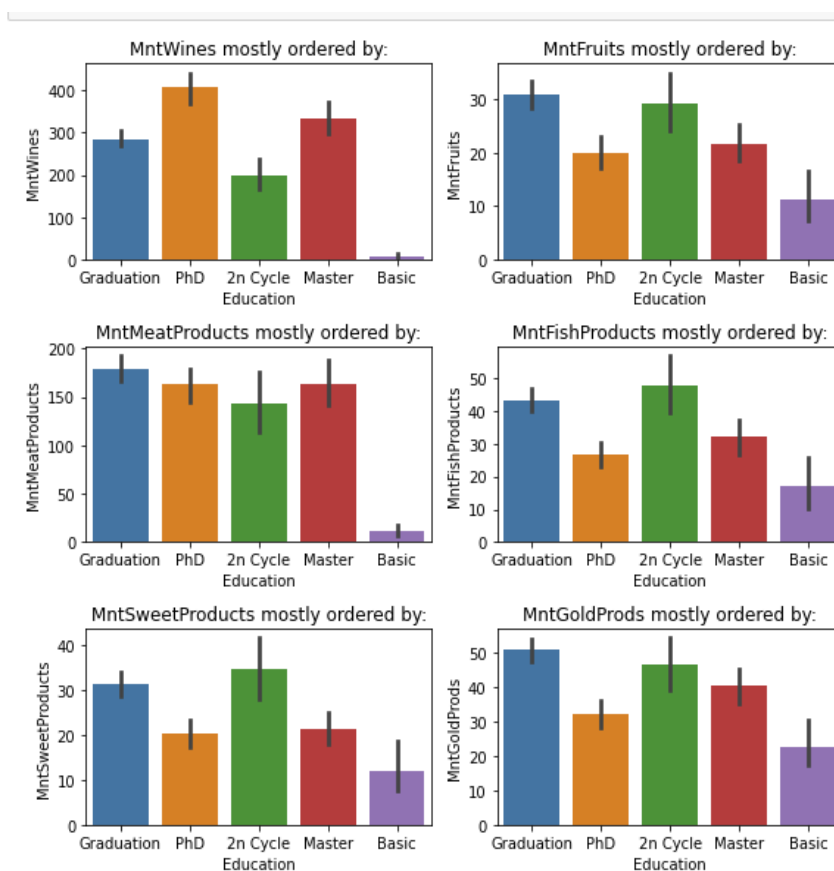 MntWines mostly ordered by:
MntWines
400
300
200
100
0
Graduation PhD 2n Cycle Master Basic
Education
MntFruits mostly ordered by:
MntFruits
30
20
10
0
Graduation PhD 2n Cycle Master Basic
Education
MntMeatProducts mostly ordered by:
MntMeatProducts
200
150
100
50
0
Graduation PhD 2n Cycle Master Basic
Education
MntFishProducts mostly ordered by:
MntFishProducts
50
40
30
20
10
0
Graduation PhD 2n Cycle Master Basic
Education
MntSweetProducts mostly ordered by:
MntSweetProducts
40
30
20
10
0
Graduation PhD 2n Cycle Master Basic
Education
MntGoldProds mostly ordered by:
MntGoldProds
50
40
30
20
10
0
Graduation PhD 2n Cycle Master Basic
Education